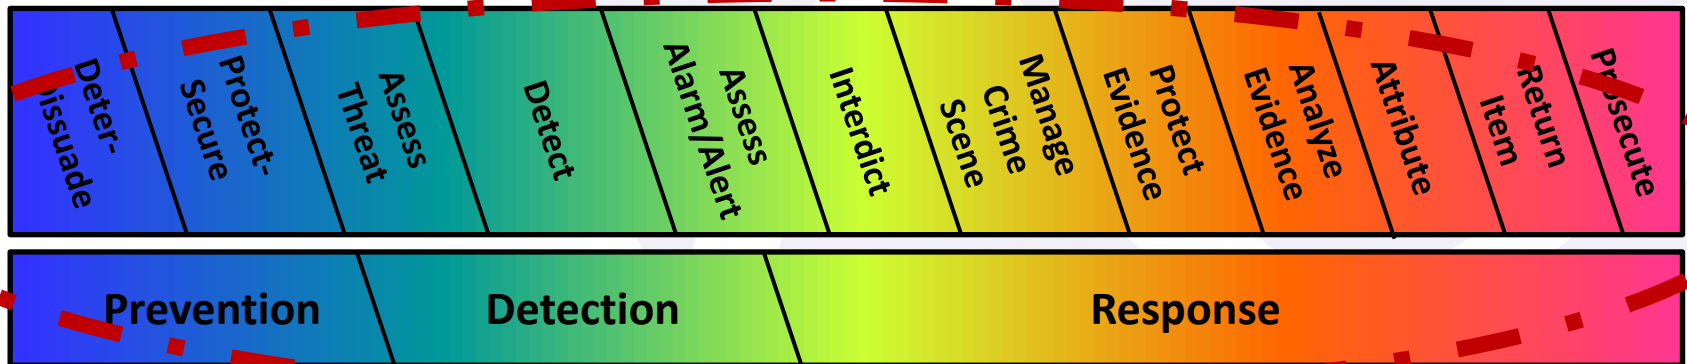 Deter-
Dissuade
Protect-
Secure
Assess
Threat
Detect
Assess
Alarm/Alert
Interdict
Manage
Crime
Scene
Protect
Evidence
Analyze
Evidence
Attribute
Return
Item
Prosecute
Prevention
Detection
Response